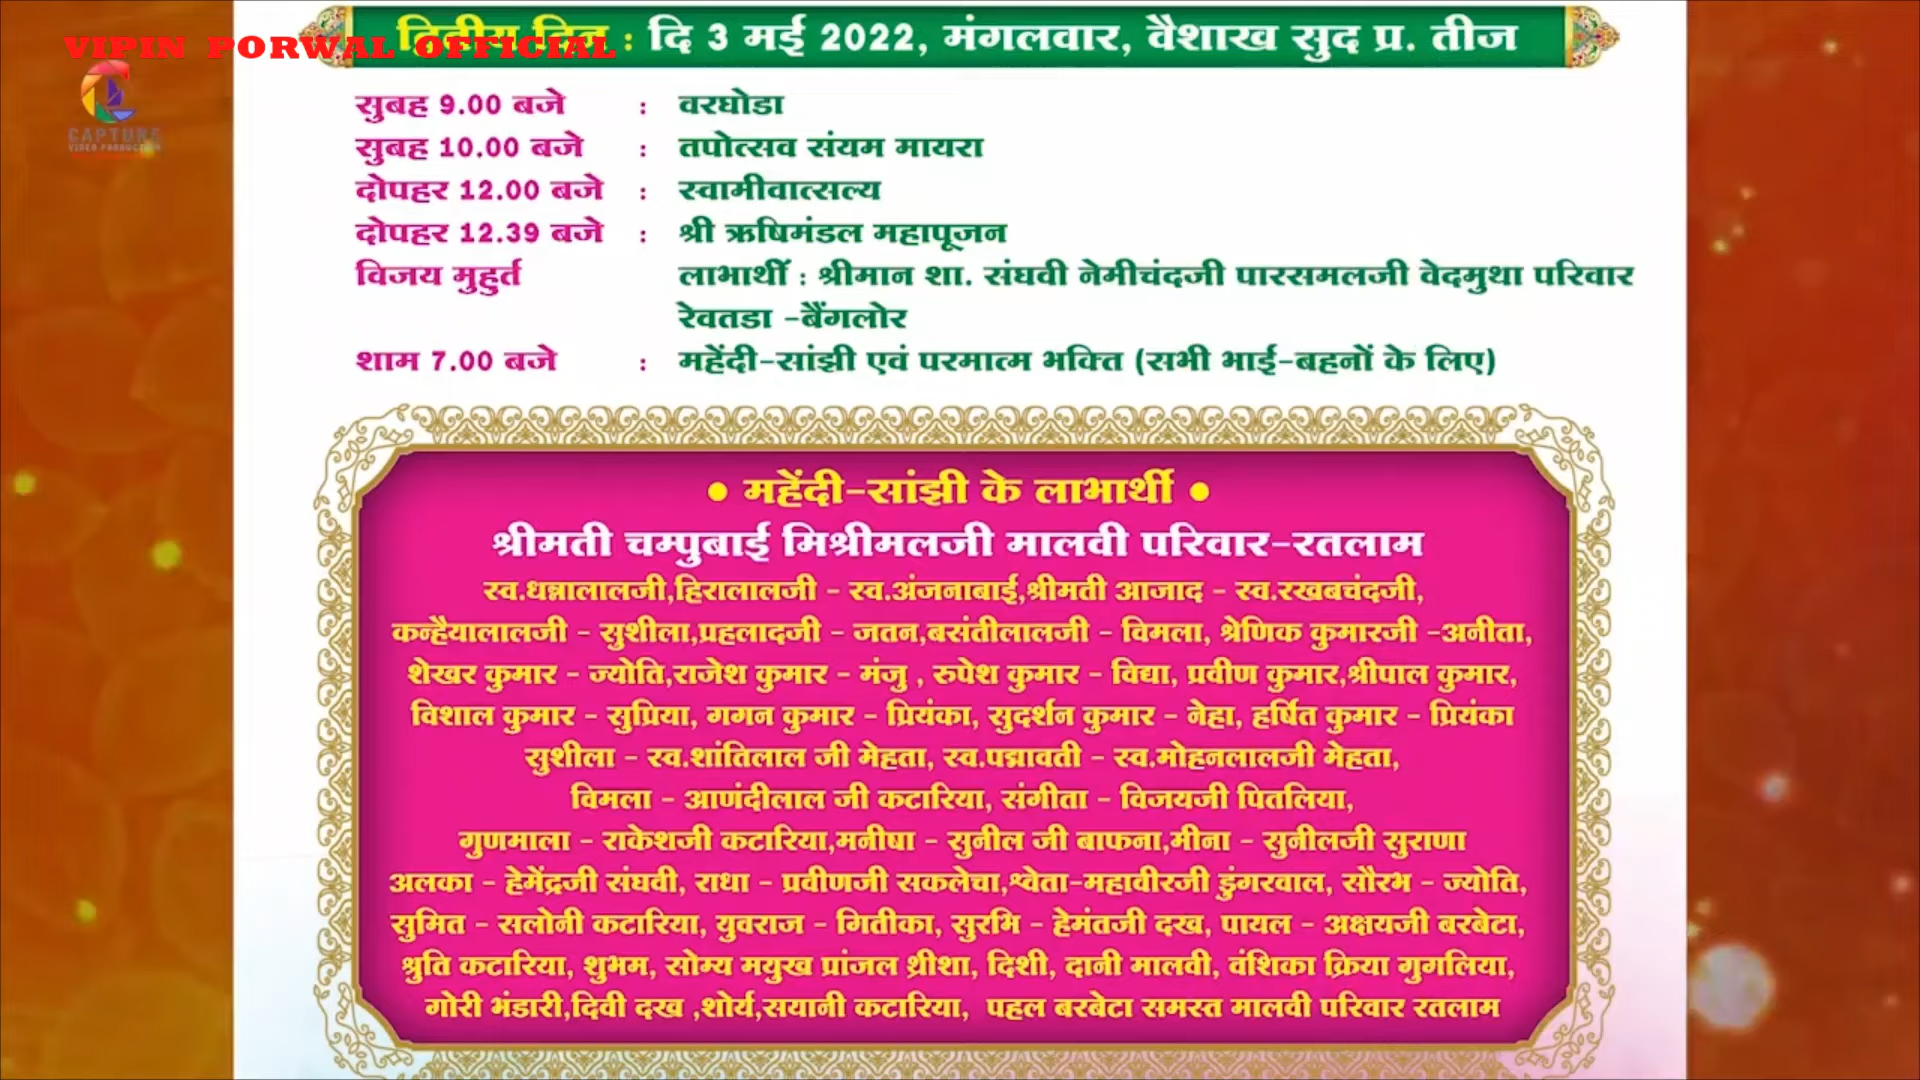 VIPIN PORWAL OFFICIAL
द्वितीय दिन : दि 3 मई 2022, मंगलवार, वैशाख सुद प्र. तीज
CAPTURE
VIDEO PRODUCTION
सुबह 9.00 बजे : वरघोडा
सुबह 10.00 बजे : तपोत्सव संयम मायरा
दोपहर 12.00 बजे : स्वामीवात्सल्य
दोपहर 12.39 बजे : श्री ऋषिमंडल महापूजन
विजय मुहुर्त लाभार्थी : श्रीमान शा. संघवी नेमीचंदजी पारसमलजी वेदमुथा परिवार
रेवतडा -बैंगलोर
शाम 7.00 बजे : महेंदी-सांझी एवं परमात्म भक्ति (सभी भाई-बहनों के लिए)
• महेंदी-सांझी के लाभार्थी •
श्रीमती चम्पुबाई मिश्रीमलजी मालवी परिवार-रतलाम
स्व.धन्नालालजी,हिरालालजी - स्व.अंजनाबाई,श्रीमती आजाद - स्व.रखबचंदजी,
कन्हैयालालजी - सुशीला,प्रहलादजी - जतन,बसंतीलालजी - विमला, श्रेणिक कुमारजी -अनीता,
शेखर कुमार - ज्योति,राजेश कुमार - मंजु , रुपेश कुमार - विद्या, प्रवीण कुमार,श्रीपाल कुमार,
विशाल कुमार - सुप्रिया, गगन कुमार - प्रियंका, सुदर्शन कुमार - नेहा, हर्षित कुमार - प्रियंका
सुशीला - स्व.शांतिलाल जी मेहता, स्व.पद्मावती - स्व.मोहनलालजी मेहता,
विमला - आणंदीलाल जी कटारिया, संगीता - विजयजी पितलिया,
गुणमाला - राकेशजी कटारिया,मनीषा - सुनील जी बाफना,मीना - सुनीलजी सुराणा
अलका - हेमेंद्रजी संघवी, राधा - प्रवीणजी सकलेचा,श्वेता-महावीरजी डुंगरवाल, सौरभ - ज्योति,
सुमित - सलोनी कटारिया, युवराज - गितीका, सुरभि - हेमंतजी दख, पायल - अक्षयजी बरबेटा,
श्रुति कटारिया, शुभम, सोम्य मयुख प्रांजल थ्रीशा, दिशी, दानी मालवी, वंशिका क्रिया गुगलिया,
गोरी भंडारी,दिवी दख ,शोर्य,सयानी कटारिया, पहल बरबेटा समस्त मालवी परिवार रतलाम